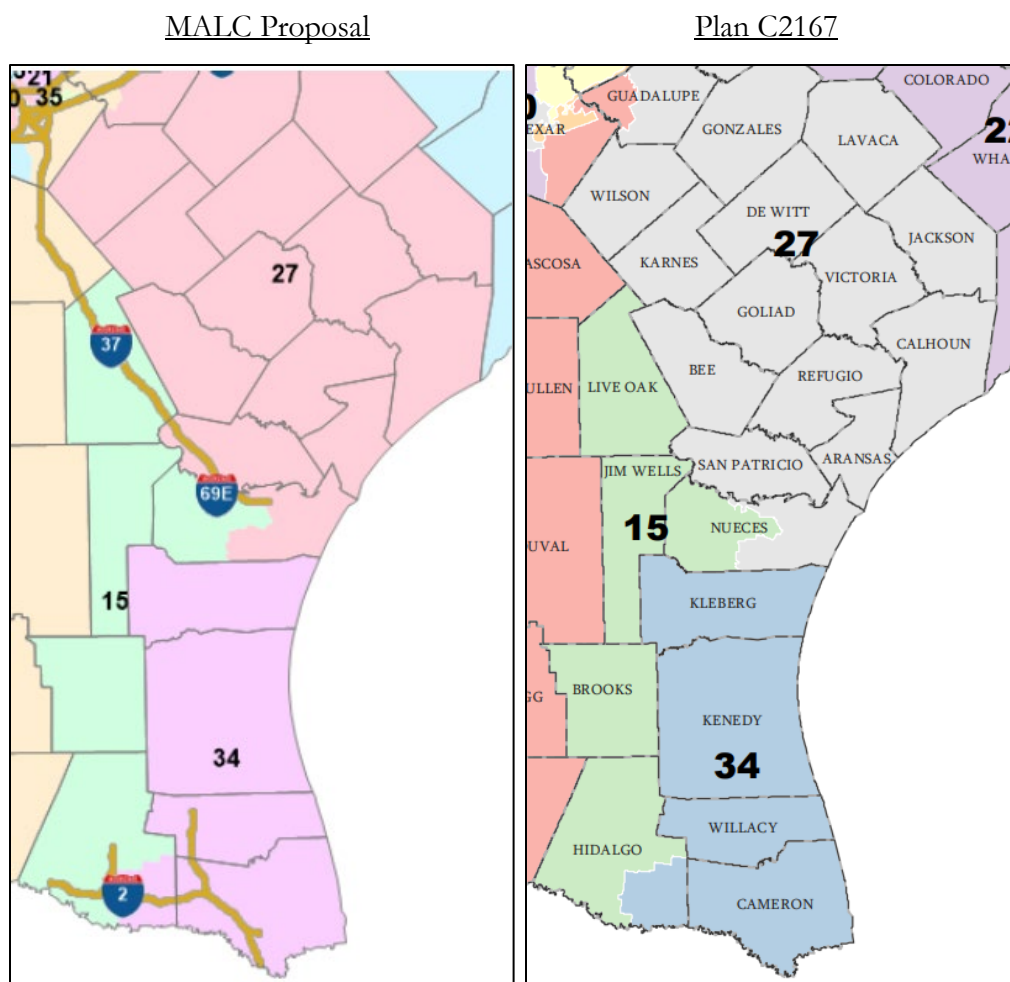 MALC Proposal
21
35
27
37
69E
15
34
2
Plan C2167
COLORADO
GUADALUPE
GONZALES
LAVACA
EXAR
WHA
WILSON
DE WITT
27
JACKSON
KARNES
VICTORIA
ASCOSA
GOLIAD
CALHOUN
BEE
REFUGIO
ULLEN
LIVE OAK
ARANSAS
SAN PATRICIO
JIM WELLS
15
NUECES
UVAL
KLEBERG
BROOKS
GG
KENEDY
34
WILLACY
HIDALGO
CAMERON